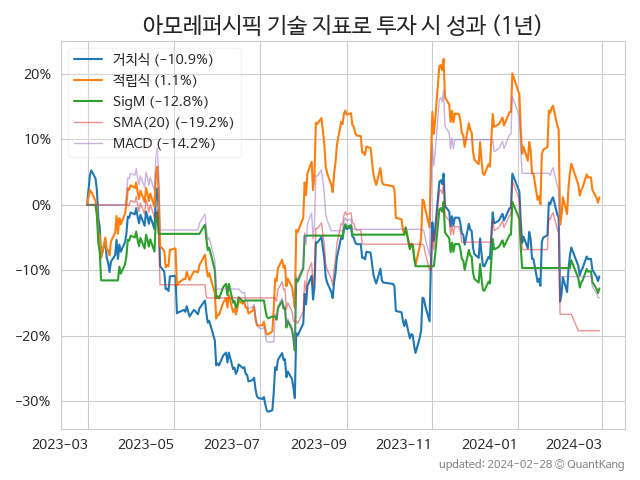 아모레퍼시픽 기술 지표로 투자 시 성과 (1년)
거치식 (−10.9%)
적립식 (1.1%)
SigM (−12.8%)
SMA(20) (−19.2%)
MACD (−14.2%)
20%
10%
0%
−10%
−20%
−30%
2023-03 2023-05 2023-07 2023-09 2023-11 2024-01 2024-03
updated: 2024-02-28 ⓒ QuantKang